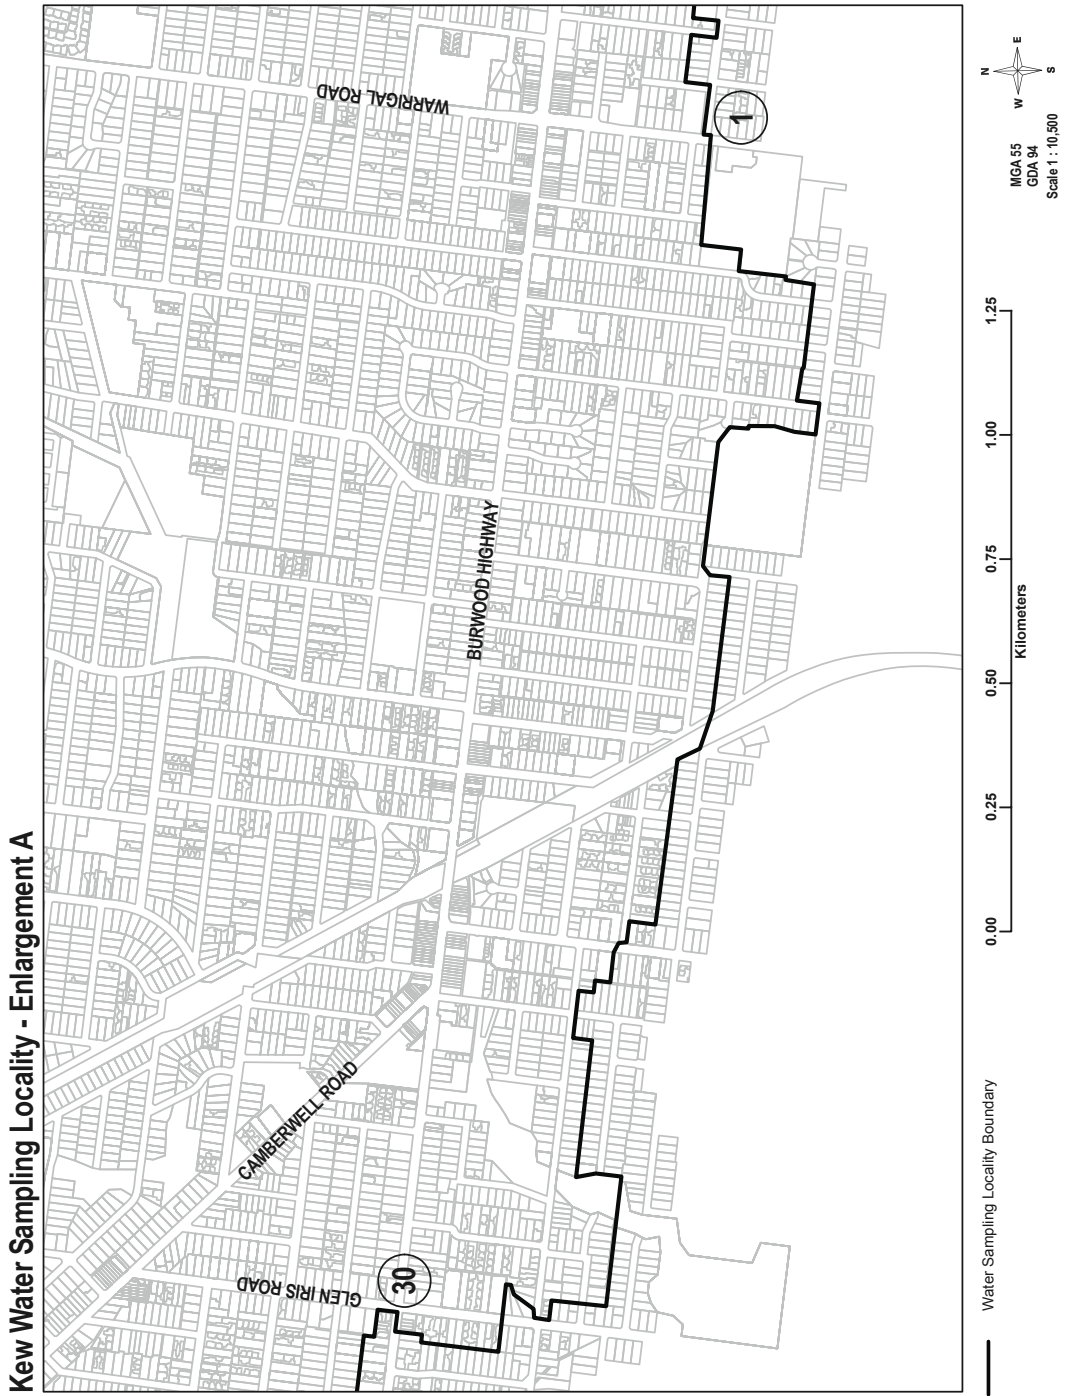 Kew Water Sampling Locality - Enlargement A
WARRIGAL ROAD
1
BURWOOD HIGHWAY
CAMBERWELL ROAD
GLEN IRIS ROAD
30
Water Sampling Locality Boundary
0.00
0.25
0.50
0.75
1.00
1.25
Kilometers
N
E
S
W
MGA 55
GDA 94
Scale 1 : 10,500